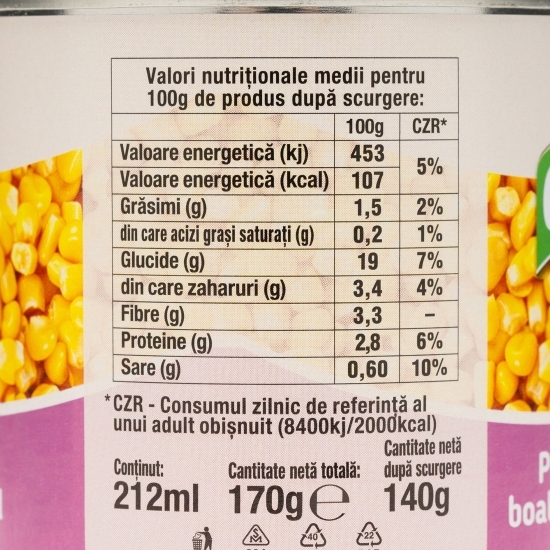 Valori nutriționale medii pentru
100g de produs după scurgere:
100g CZR*
Valoare energetică (kj) 453
5%
Valoare energetică (kcal) 107
Grăsimi (g) 1,5 2%
din care acizi grași saturați (g) 0,2 1%
Glucide (g) 19 7%
din care zaharuri (g) 3,4 4%
Fibre (g) 3,3 –
Proteine (g) 2,8 6%
Sare (g) 0,60 10%
*CZR - Consumul zilnic de referință al
unui adult obișnuit (8400kj/2000kcal)
Conținut:
212ml
Cantitate netă totală:
170g e
Cantitate netă
după scurgere
140g
40
22